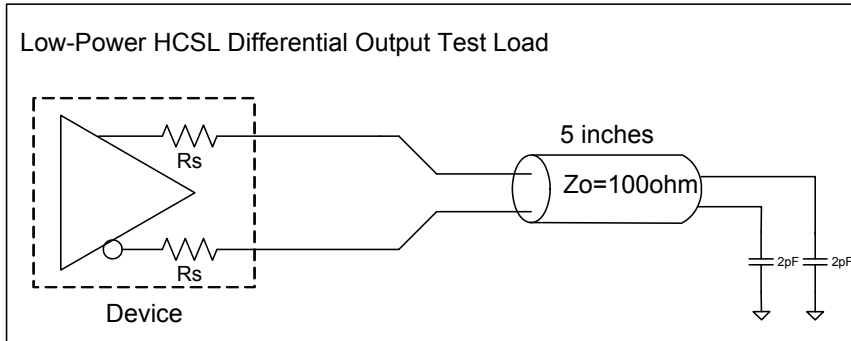 Low-Power HCSL Differential Output Test Load
Rs
5 inches
Zo=100ohm
Rs
2pF
2pF
Device